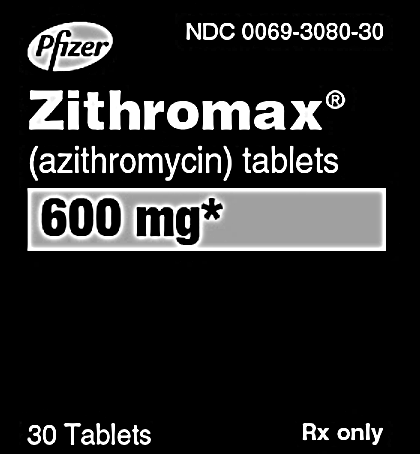 Pfizer
NDC 0069-3080-30
Zithromax®
(azithromycin) tablets
600 mg*
30 Tablets
Rx only